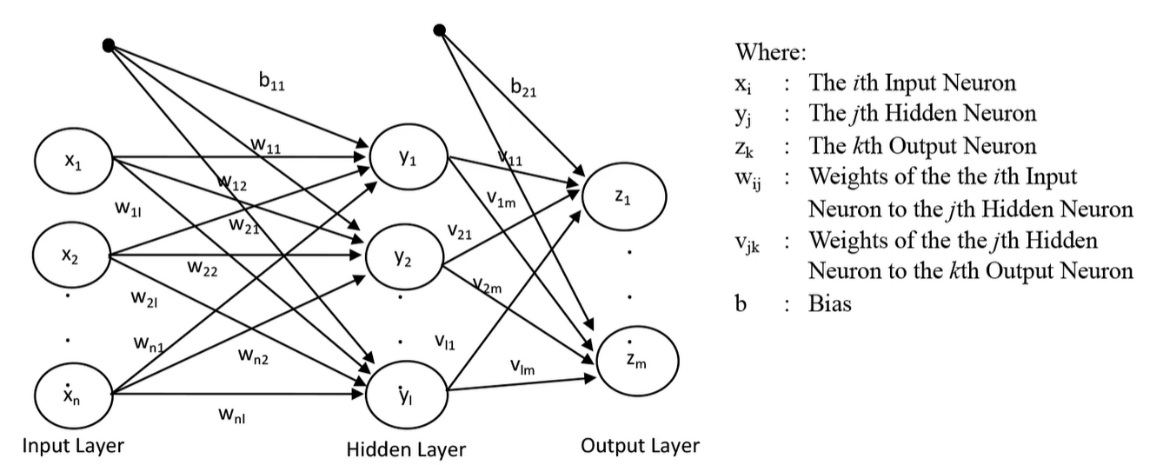 b₁₁
b₂₁
x₁
w₁₁
y₁
v₁₁
w₁₂
v₁ₘ
z₁
w₁ₗ
w₂₁
v₂₁
x₂
w₂₂
y₂
v₂ₘ
w₂ₗ
wₙ₁
wₙ₂
vₗ₁
vₗₘ
zₘ
xₙ
yₗ
wₙₗ
Input Layer
Hidden Layer
Output Layer
Where:
xᵢ : The ith Input Neuron
yⱼ : The jth Hidden Neuron
zₖ : The kth Output Neuron
wᵢⱼ : Weights of the the ith Input
Neuron to the jth Hidden Neuron
vⱼₖ : Weights of the the jth Hidden
Neuron to the kth Output Neuron
b : Bias